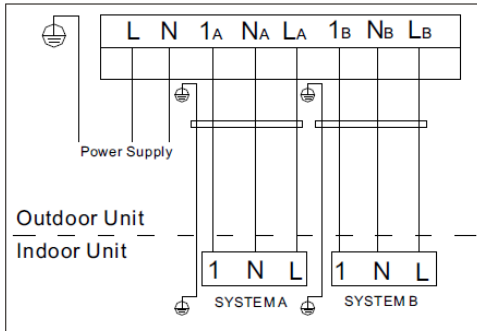 L N 1A NA LA 1B NB LB
Power Supply
Outdoor Unit
Indoor Unit
1 N L 1 N L
SYSTEM A SYSTEM B